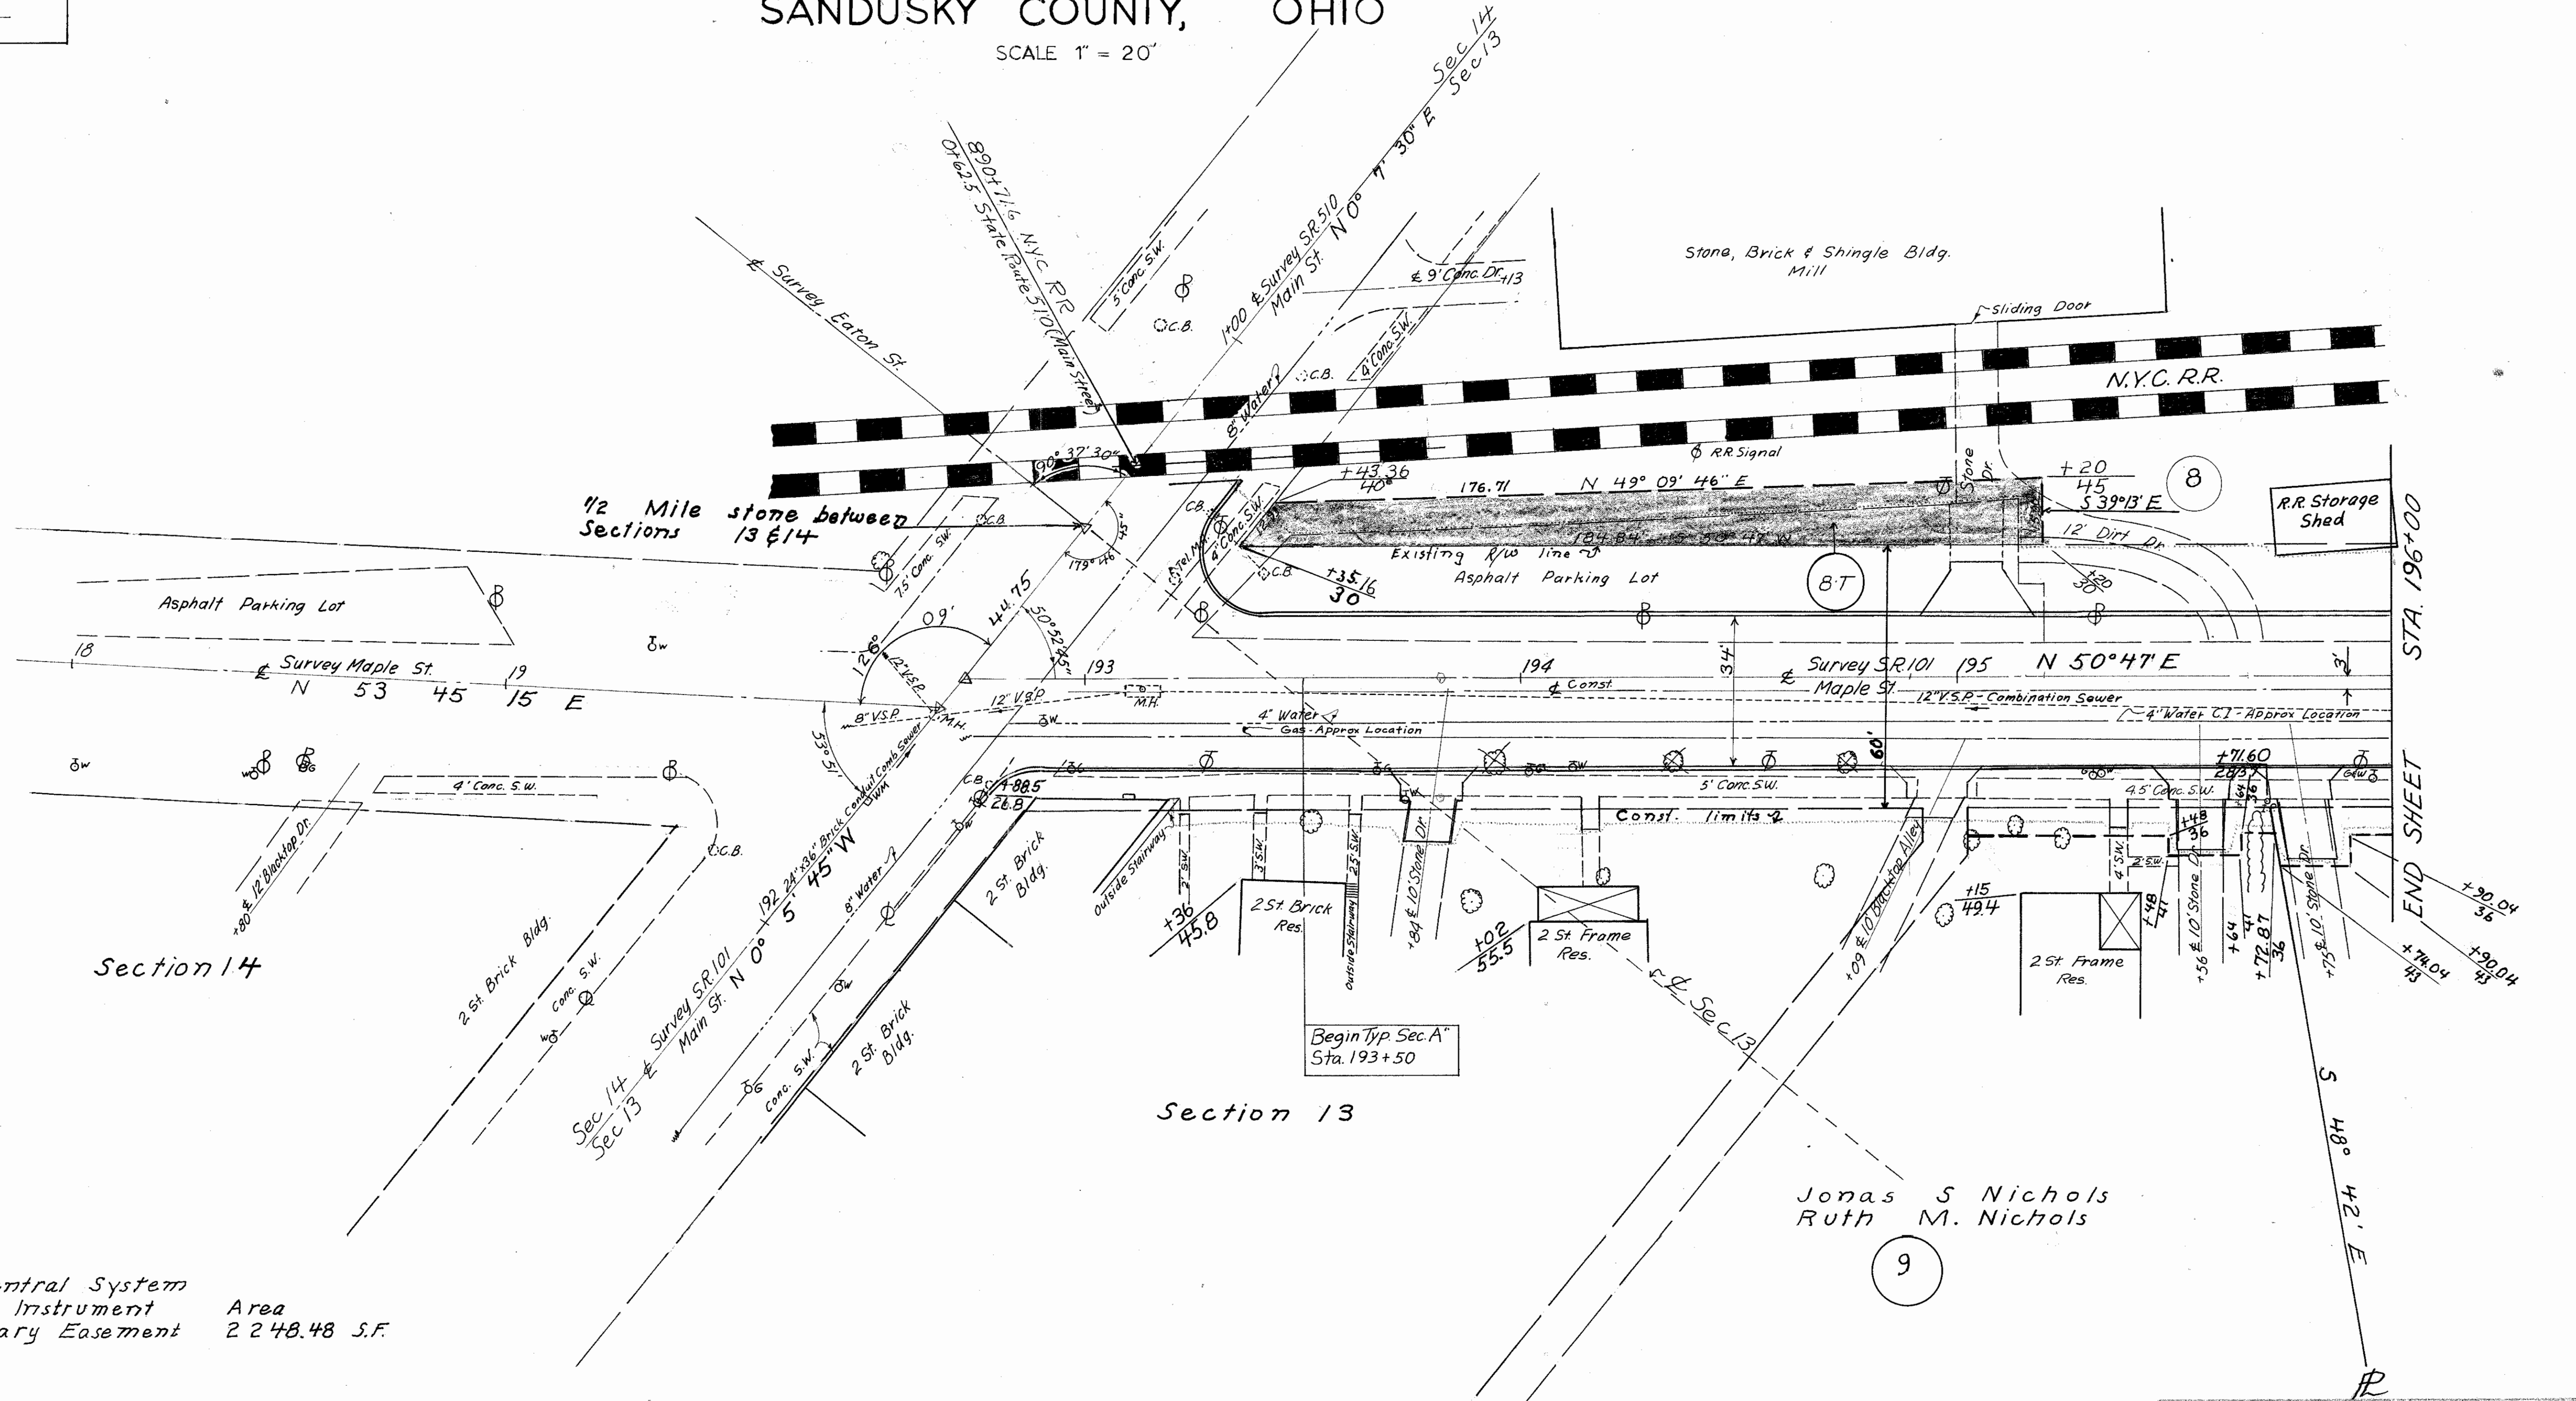 SANDUSKY COUNTY, OHIO
SCALE 1" = 20'
Sec 14
Sec 13
N 0° 7' 30" E
1+00 ₵ Survey S.R. 510
Main St.
890+71.6 N.Y.C. RR
0+62.5 State Route 510 (Main Street)
₵ Survey Eaton St.
5' Conc. S.W.
C.B.
₵ 9' Conc. Dr. +13
4' Conc. S.W.
C.B.
8" Water
Stone, Brick & Shingle Bldg.
Mill
Sliding Door
N.Y.C. R.R.
RR Signal
90° 37' 30"
1/2 Mile stone between
Sections 13 & 14
C.B.
7.5' Conc. S.W.
179° 46' 45"
C.B.
4' Conc. S.W.
+43.36
40
176.71 N 49° 09' 46" E
Stone
Dr.
+20
45
S 39° 13' E
8
R.R. Storage
Shed
12' Dirt Dr.
+20
30
Existing R/W line
Asphalt Parking Lot
8-T
C.B.
+35.16
30
Asphalt Parking Lot
18
₵ Survey Maple St. 19
N 53 45 15 E
W
126° 09'
44.75
50° 52' 45"
12" V.S.P.
8" V.S.P.
M.H.
12" V.S.P.
M.H.
53° 51'
193
194
₵ Const.
34'
₵ Survey S.R. 101 195 N 50° 47' E
Maple St.
3'
12" V.S.P. - Combination Sewer
4" Water C.I - Approx Location
4" Water
Gas - Approx Location
60'
STA. 196+00
END SHEET
4' Conc. S.W.
C.B.
₵ 12' Blacktop Dr.
+80
C.B.
+88.5
26.8
5' Conc. S.W.
Const. limits
4.5' Conc. S.W.
+71.60
28.5
+64
36
+48
36
2' S.W.
4' S.W.
192 24"x36" Brick Conduit Comb Sewer
WM
N 0° 5' 45" W
8" Water
₵ Survey S.R. 101
Main St.
Sec 14
Sec 13
2 St. Brick Bldg.
Conc. S.W.
2 St. Brick
Bldg.
2 St. Brick
Bldg.
Conc. S.W.
Outside Stairway
2' S.W.
3' S.W.
2.5' S.W.
Outside Stairway
+36
45.8
2 St. Brick
Res.
+84 ₵ 10' Stone Dr.
+02
55.5
2 St. Frame
Res.
+09 ₵ 10' Blacktop Alley
+15
49.4
2 St. Frame
Res.
+48
41
+56 ₵ 10' Stone Dr.
+64
41
+72.87
36
+75 ₵ 10' Stone Dr.
+90.04
36
+74.04
43
+90.04
43
Section 14
Begin Typ. Sec. A"
Sta. 193+50
₵ Sec 13
Section 13
Jonas S Nichols
Ruth M. Nichols
9
S 48° 42' E
PL
ntral System
Instrument Area
ary Easement 2248.48 S.F.